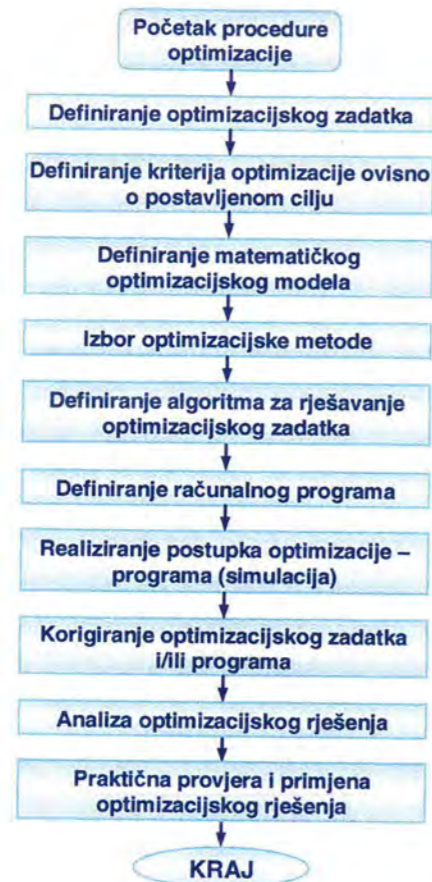 Početak procedure
optimizacije
Definiranje optimizacijskog zadatka
Definiranje kriterija optimizacije ovisno
o postavljenom cilju
Definiranje matematičkog
optimizacijskog modela
Izbor optimizacijske metode
Definiranje algoritma za rješavanje
optimizacijskog zadatka
Definiranje računalnog programa
Realiziranje postupka optimizacije –
programa (simulacija)
Korigiranje optimizacijskog zadatka
i/ili programa
Analiza optimizacijskog rješenja
Praktična provjera i primjena
optimizacijskog rješenja
KRAJ